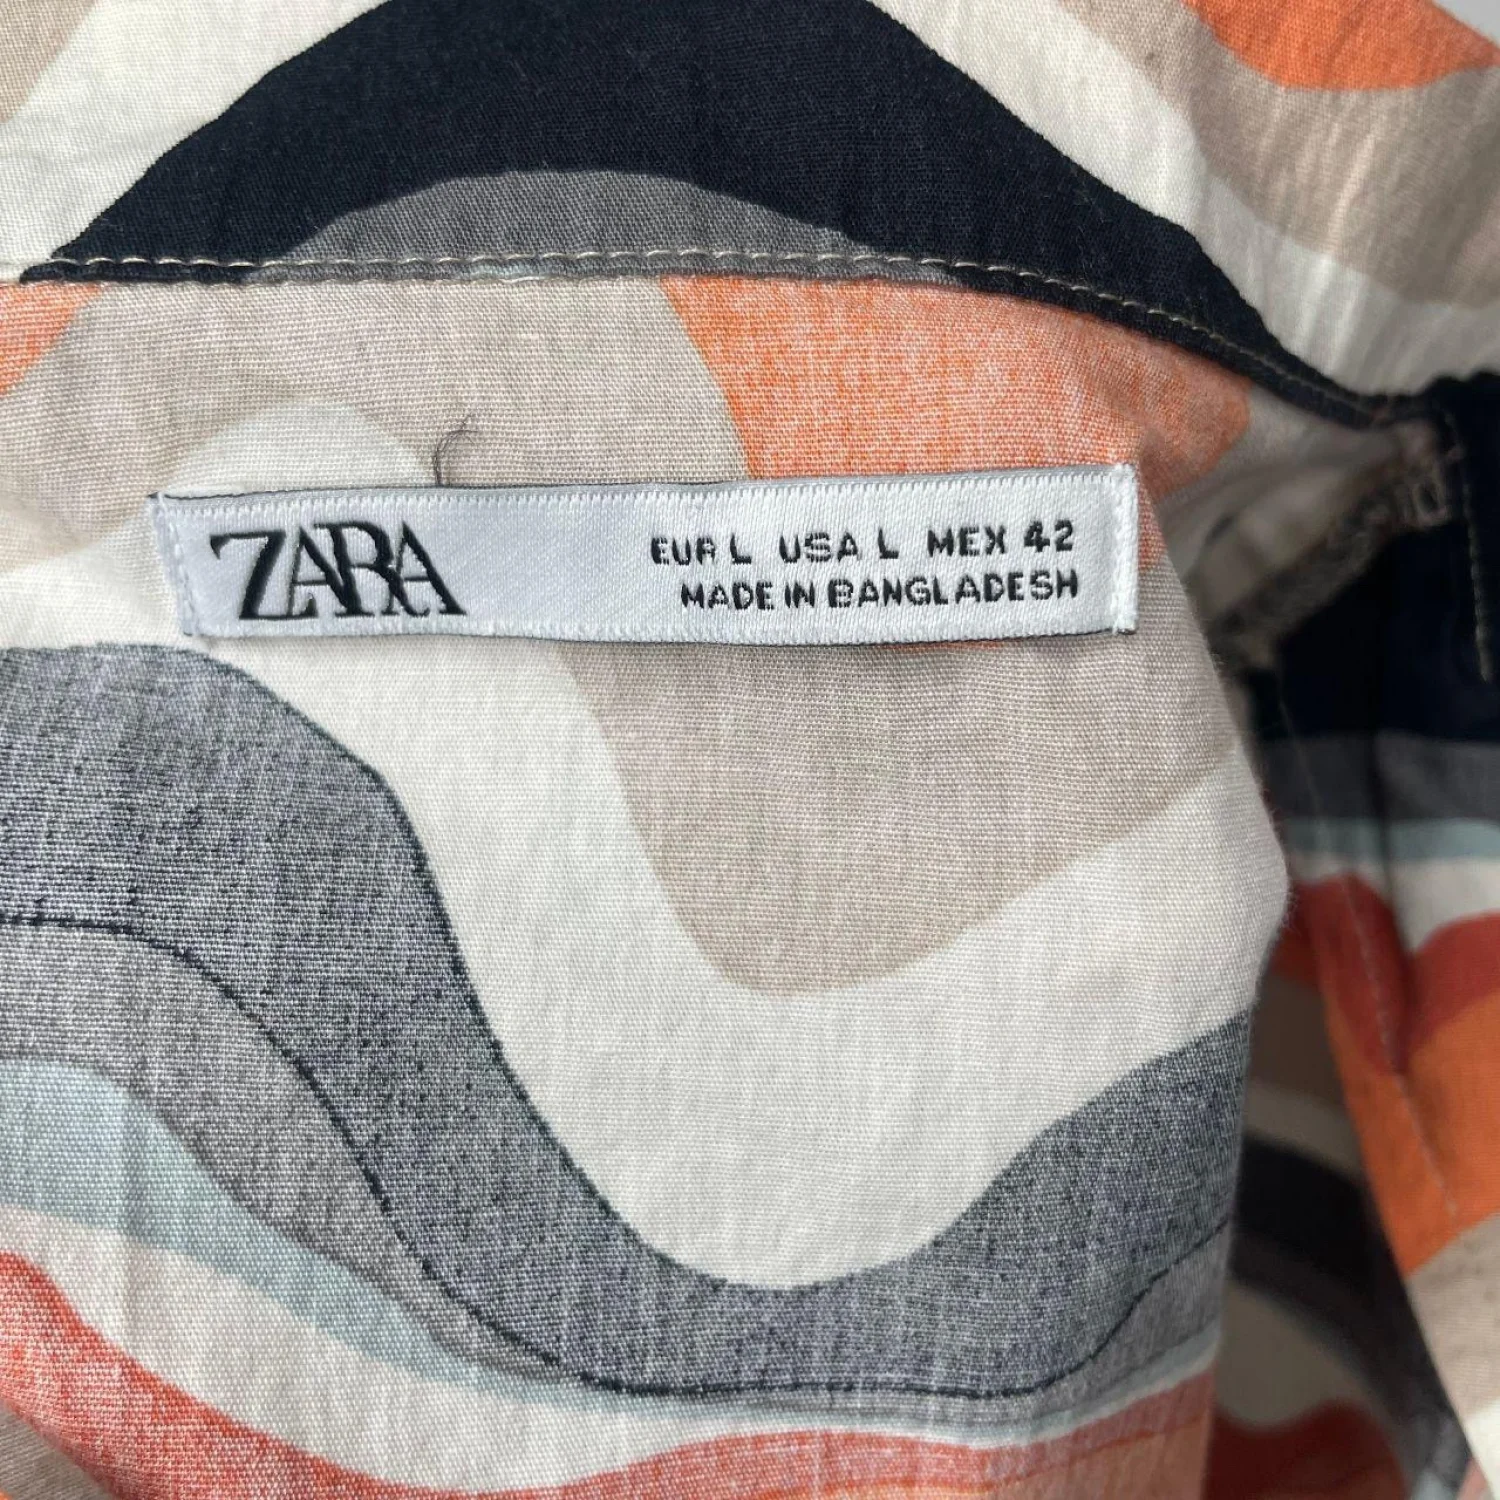 ZARA
EUR L USA L MEX 42
MADE IN BANGLADESH